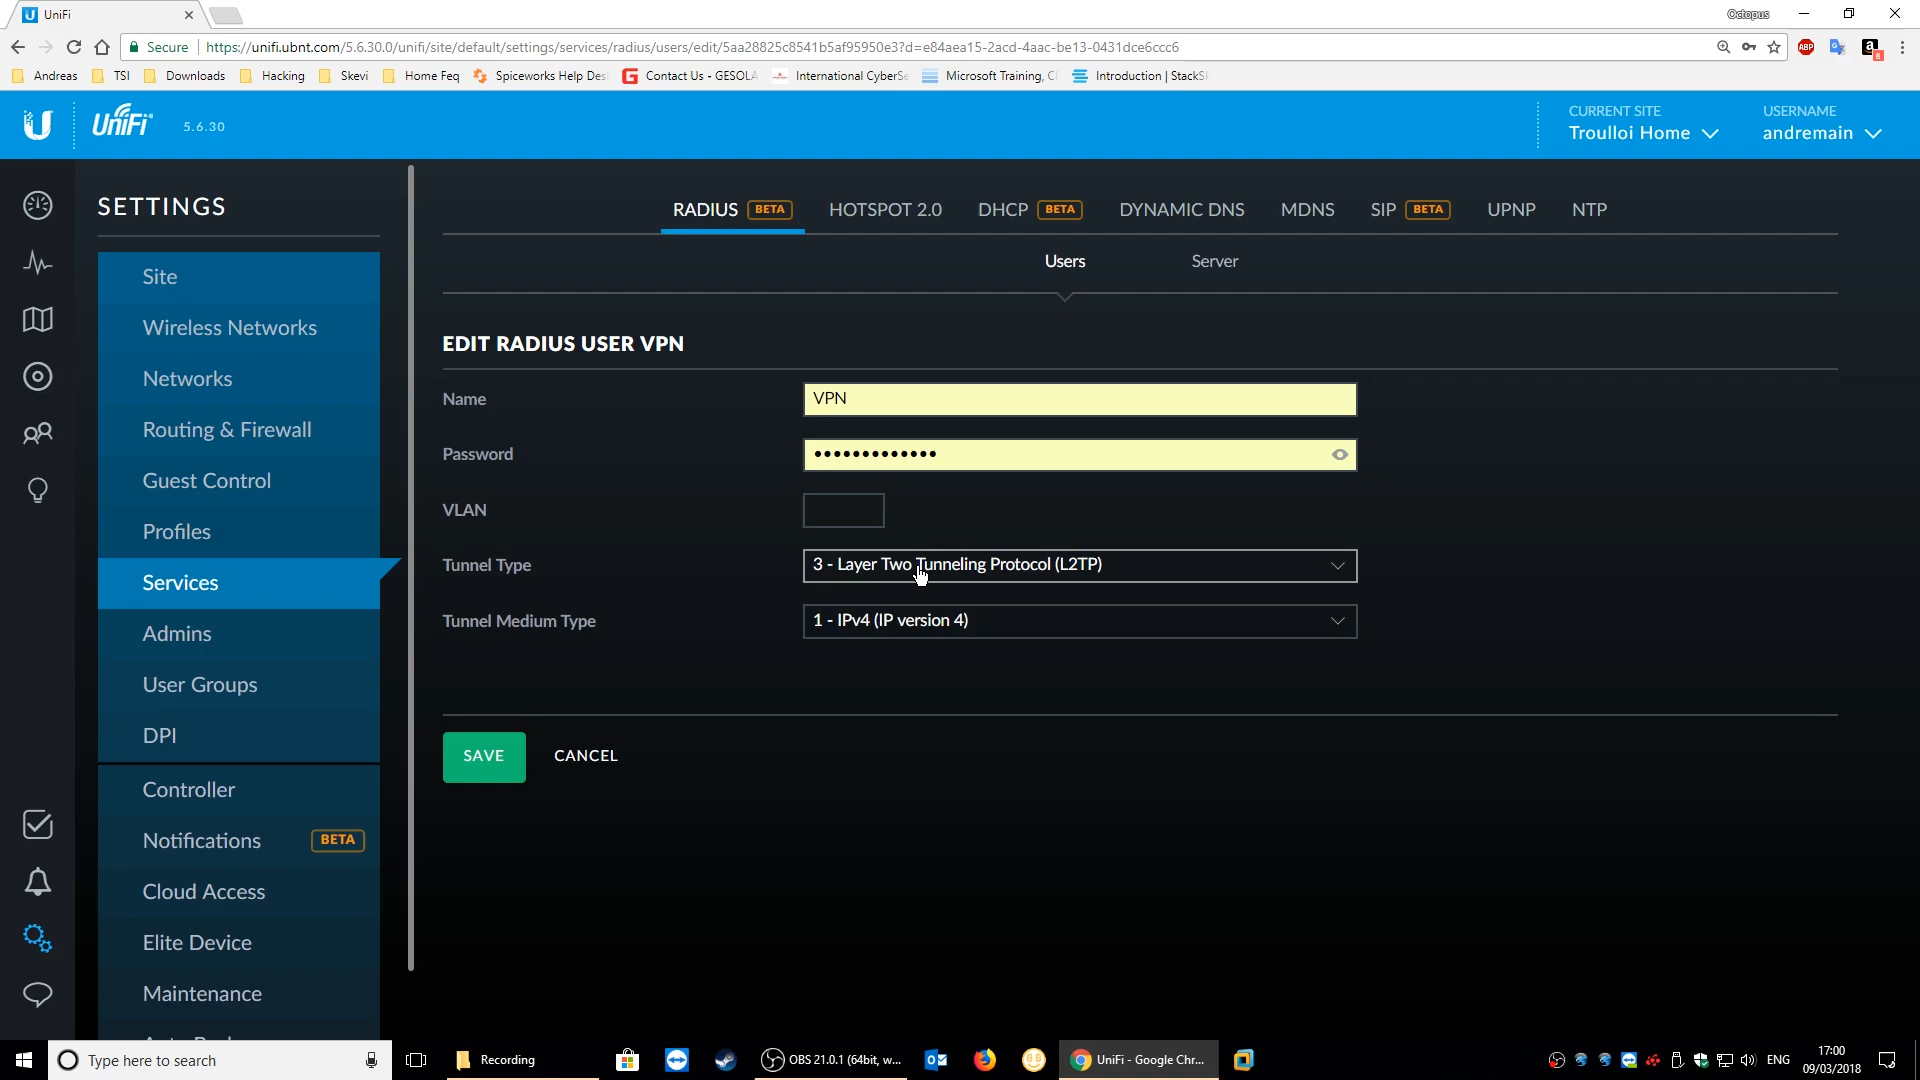 UniFi
Octopus
Secure
https://unifi.ubnt.com/5.6.30.0/unifi/site/default/settings/services/radius/users/edit/5aa28825c8541b5af95950e3?d=e84aea15-2acd-4aac-be13-0431dce6ccc6
ABP
a
8
Andreas
TSI
Downloads
Hacking
Skevi
Home Feq
Spiceworks Help Des
Contact Us - GESOLA
International CyberSe
Microsoft Training, C
Introduction | StackS
UniFi
5.6.30
CURRENT SITE
Troulloi Home
USERNAME
andremain
SETTINGS
Site
Wireless Networks
Networks
Routing & Firewall
Guest Control
Profiles
Services
Admins
User Groups
DPI
Controller
Notifications BETA
Cloud Access
Elite Device
Maintenance
RADIUS BETA
HOTSPOT 2.0
DHCP BETA
DYNAMIC DNS
MDNS
SIP BETA
UPNP
NTP
Users
Server
EDIT RADIUS USER VPN
Name
VPN
Password
•••••••••••••
VLAN
Tunnel Type
3 - Layer Two Tunneling Protocol (L2TP)
Tunnel Medium Type
1 - IPv4 (IP version 4)
SAVE
CANCEL
Type here to search
Recording
OBS 21.0.1 (64bit, w...
UniFi - Google Chr...
ENG
17:00
09/03/2018